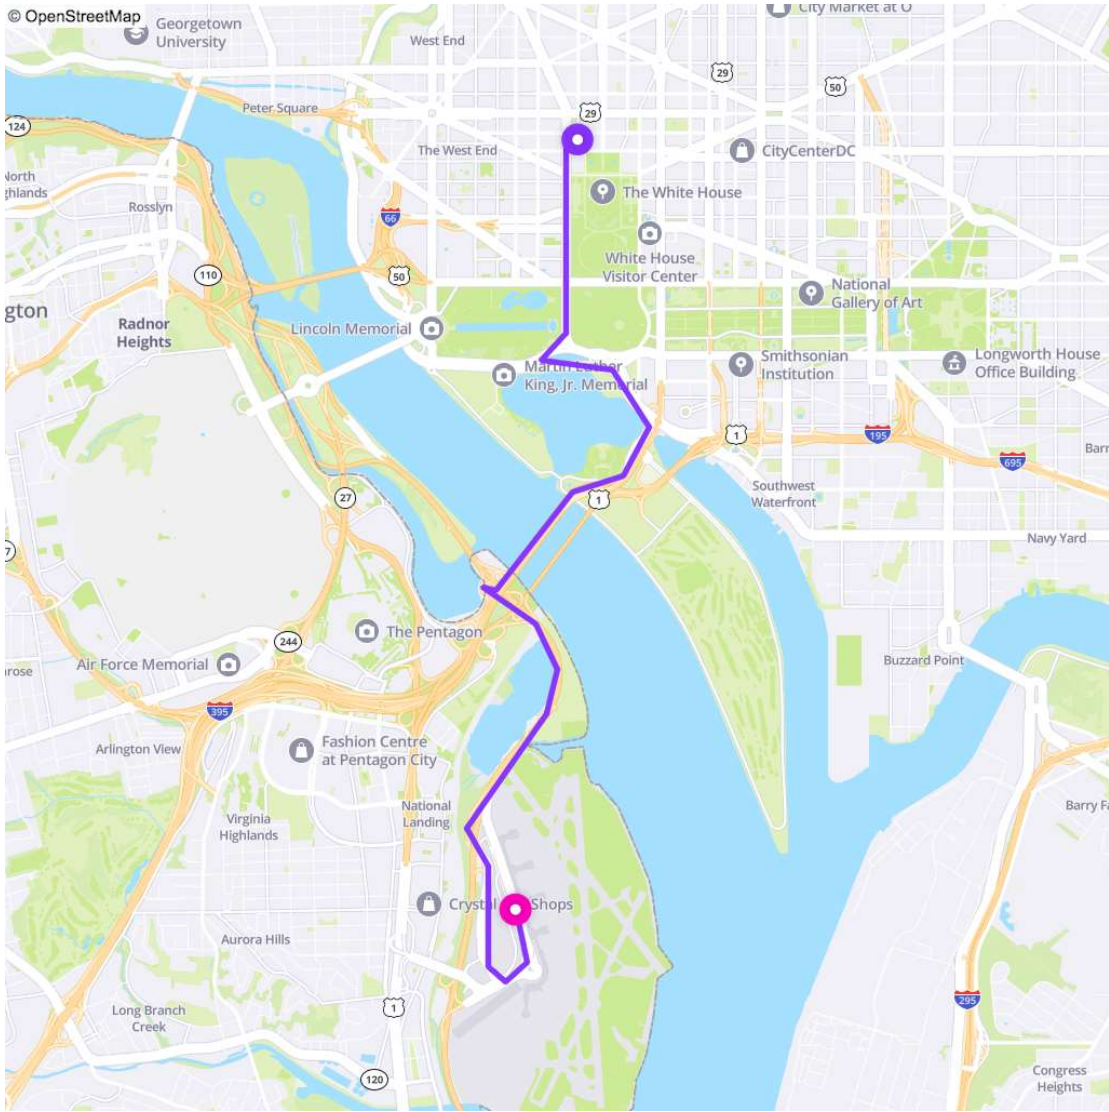 © OpenStreetMap
City Market at O
Georgetown
University
West End
29
50
Peter Square
29
124
The West End
CityCenterDC
North
ghlands
The White House
Rosslyn
66
White House
Visitor Center
110
50
National
Gallery of Art
gton
Radnor
Heights
Lincoln Memorial
Martin Luther
King, Jr. Memorial
Smithsonian
Institution
Longworth House
Office Building
1
195
695
Barr
27
1
Southwest
Waterfront
Navy Yard
7
The Pentagon
244
Air Force Memorial
Buzzard Point
rose
395
Arlington View
Fashion Centre
at Pentagon City
National
Landing
Virginia
Highlands
Barry Fa
Crystal Shops
Aurora Hills
1
Long Branch
Creek
295
120
Congress
Heights